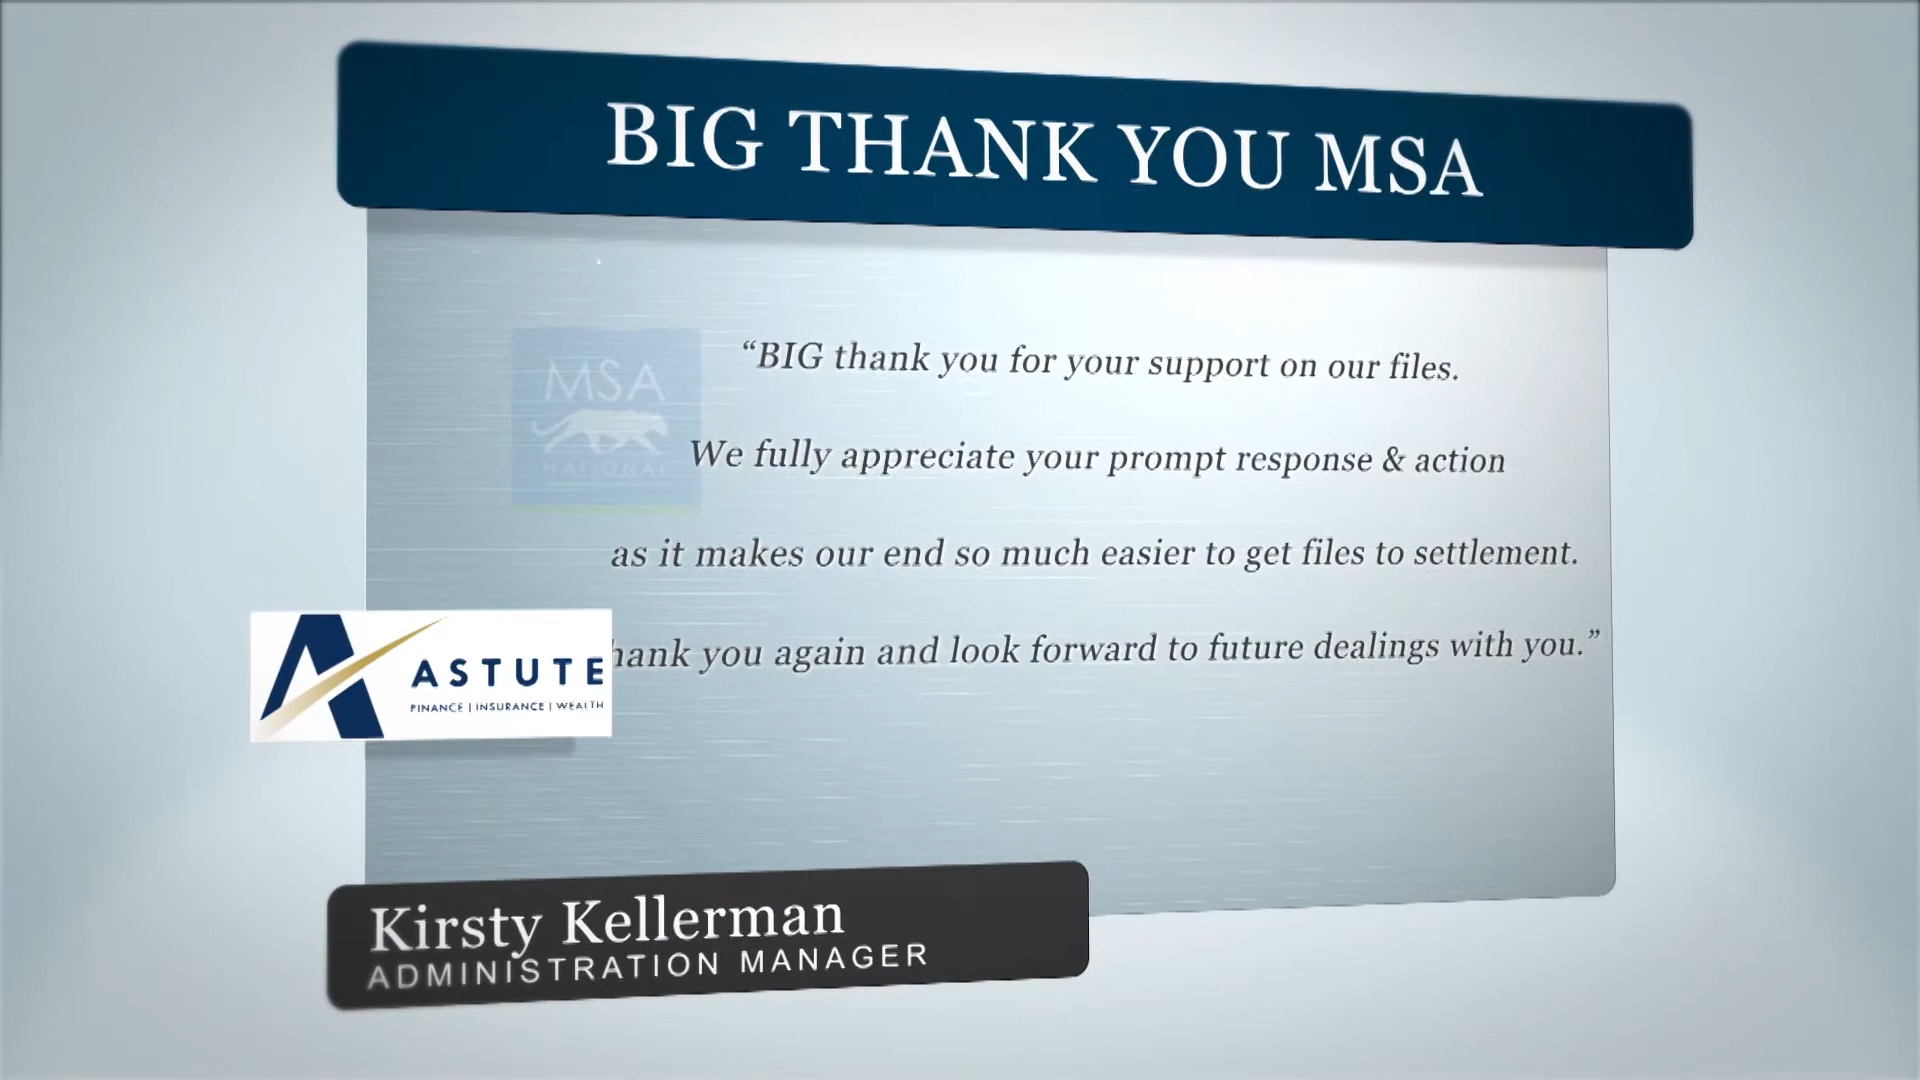 BIG THANK YOU MSA
MSA
NATIONAL
“BIG thank you for your support on our files.
We fully appreciate your prompt response & action
as it makes our end so much easier to get files to settlement.
hank you again and look forward to future dealings with you.”
ASTUTE
FINANCE | INSURANCE | WEALTH
Kirsty Kellerman
ADMINISTRATION MANAGER